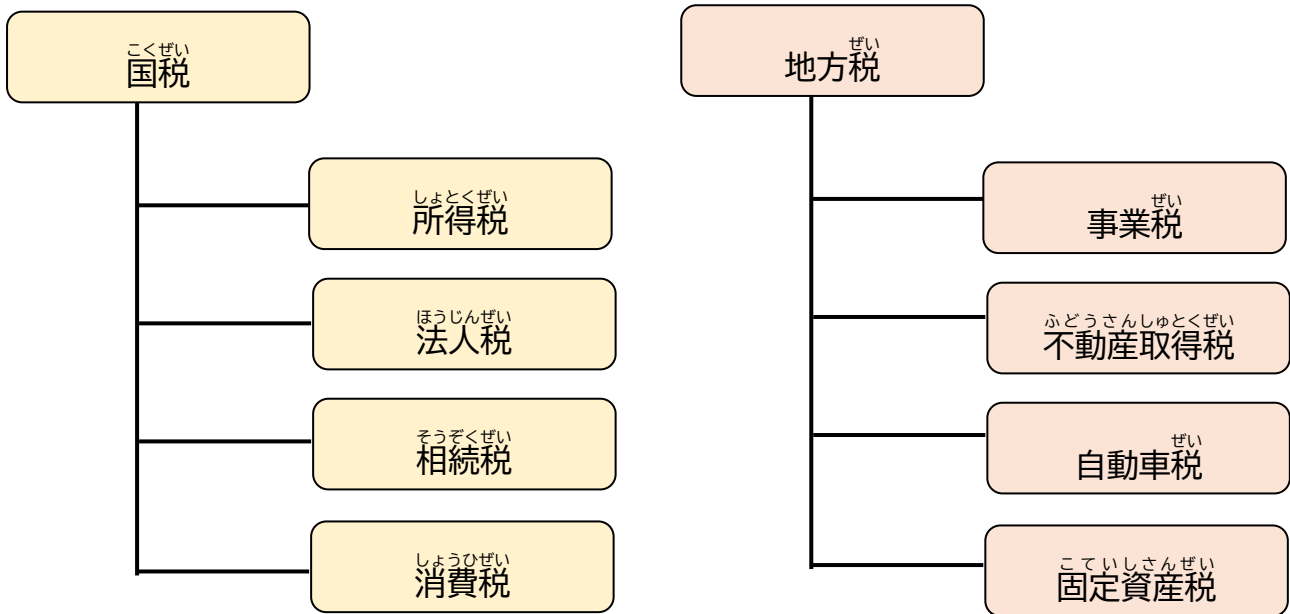 こくぜい
国税
しょとくぜい
所得税
ほうじんぜい
法人税
そうぞくぜい
相続税
しょうひぜい
消費税
ぜい
地方税
ぜい
事業税
ふどうさんしゅとくぜい
不動産取得税
ぜい
自動車税
こていしさんぜい
固定資産税